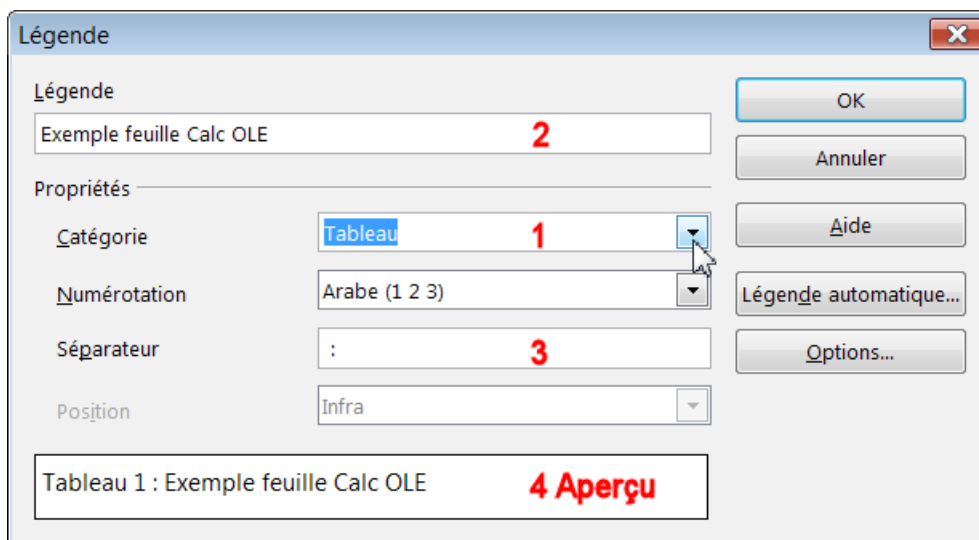 Légende
Légende
OK
Exemple feuille Calc OLE 2
Annuler
Propriétés
Catégorie Tableau 1
Aide
Numérotation Arabe (1 2 3)
Légende automatique...
Séparateur : 3
Options...
Position Infra
Tableau 1 : Exemple feuille Calc OLE 4 Aperçu